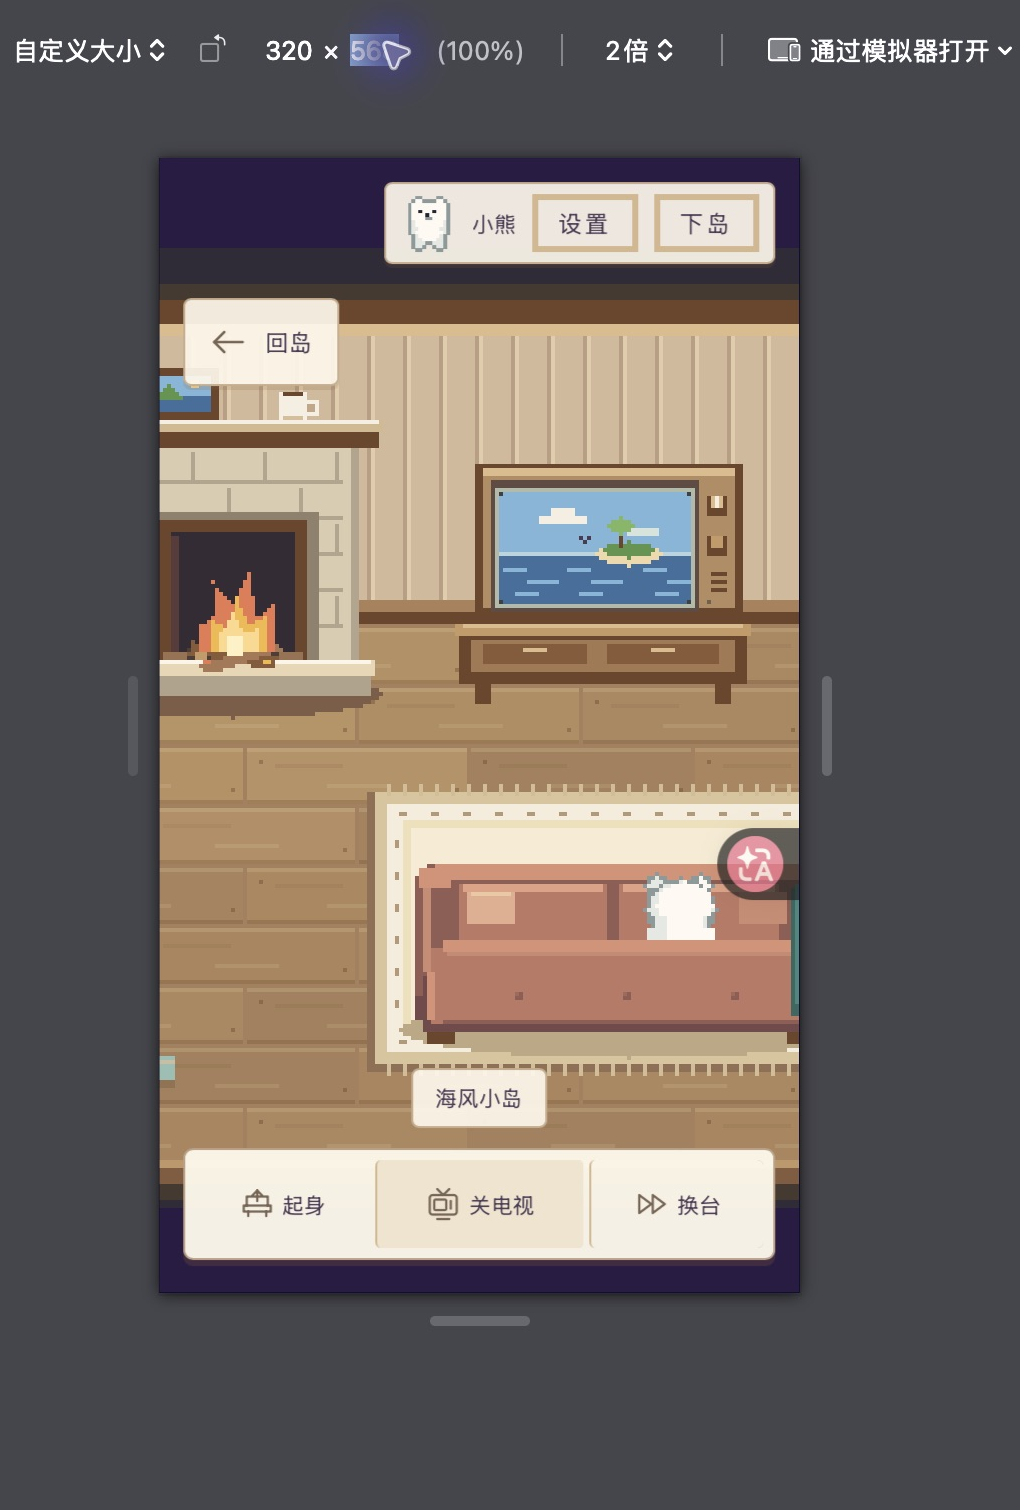 自定义大小 320 × 56 (100%) 2倍 通过模拟器打开
小熊 设置 下岛
回岛
A
海风小岛
起身 关电视 换台